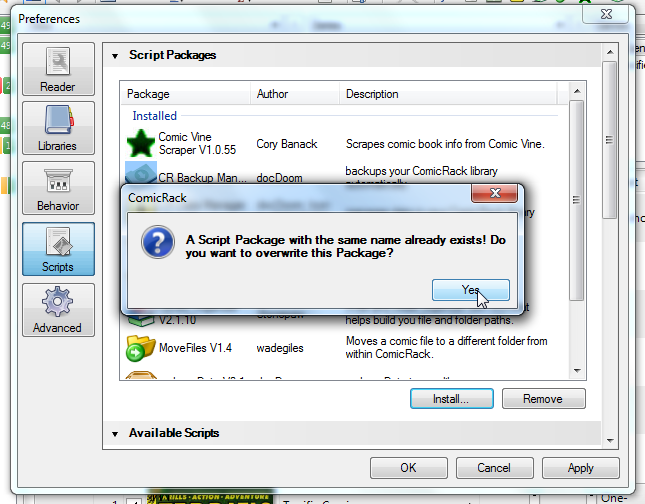 Preferences
Script Packages
Reader
Libraries
Behavior
Scripts
Advanced
Package Author Description
Installed
Comic Vine
Scraper V1.0.55 Cory Banack Scrapes comic book info from Comic Vine.
CR Backup Man... docDoom backups your ComicRack library
automatically
ComicRack
A Script Package with the same name already exists! Do
you want to overwrite this Package?
Yes
V2.1.10
helps build you file and folder paths.
MoveFiles V1.4 wadegiles Moves a comic file to a different folder from
within ComicRack.
Install... Remove
Available Scripts
OK Cancel Apply
One-